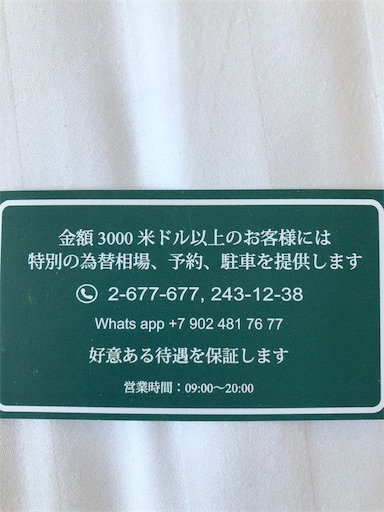 金額 3000 米ドル以上のお客様には
特別の為替相場、予約、駐車を提供します
2-677-677, 243-12-38
Whats app +7 902 481 76 77
好意ある待遇を保証します
営業時間：09:00～20:00